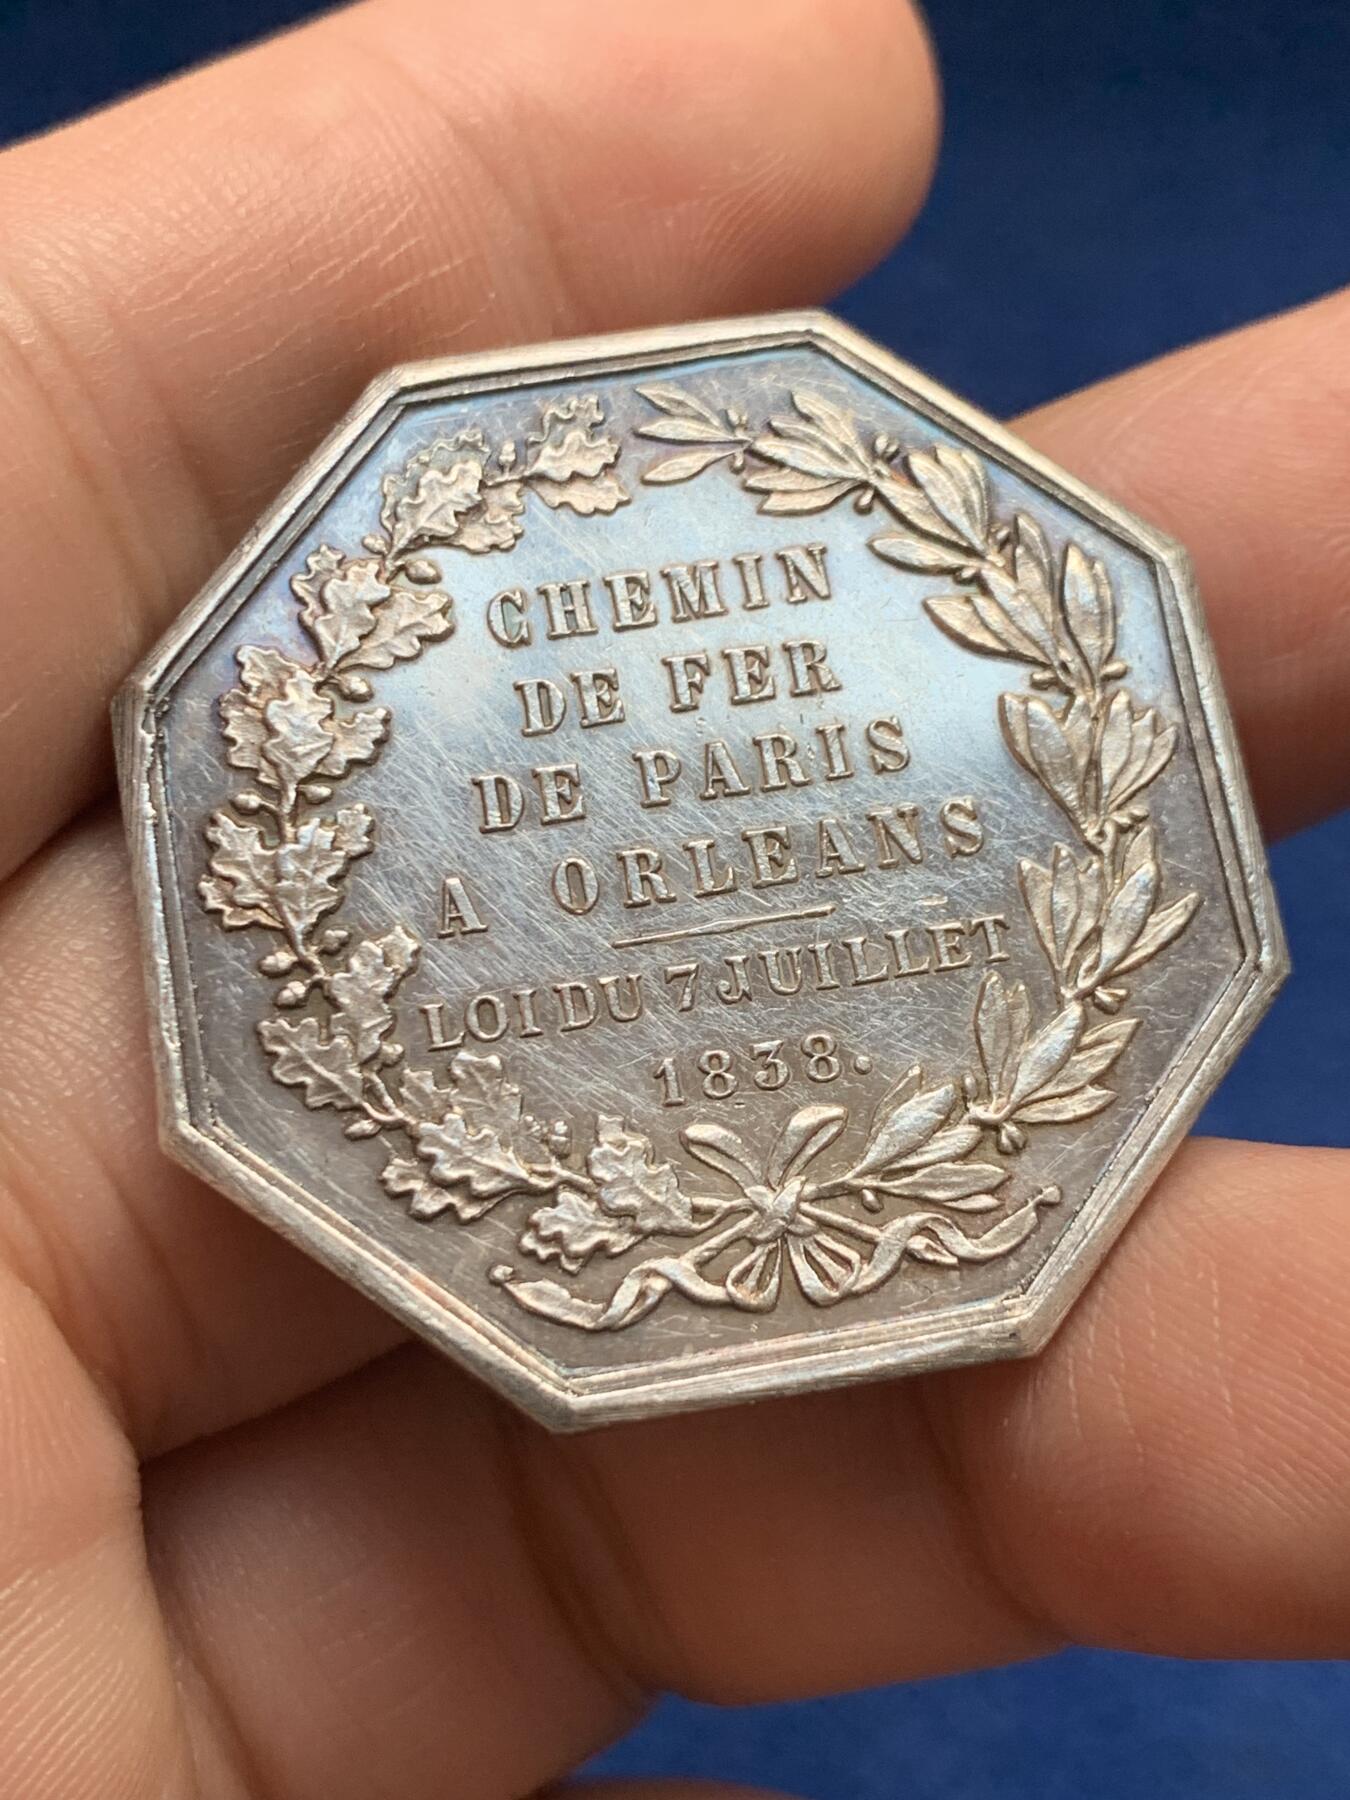 CHEMIN
DE FER
DE PARIS
A ORLEANS
LOI DU 7 JUILLET
1838.